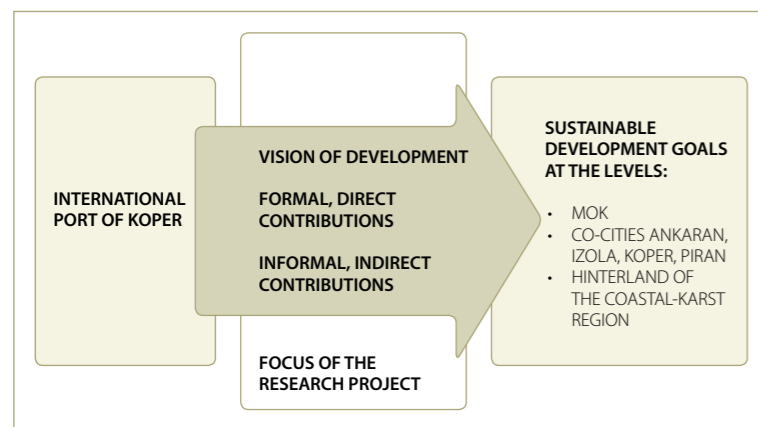 INTERNATIONAL
PORT OF KOPER
VISION OF DEVELOPMENT
FORMAL, DIRECT
CONTRIBUTIONS
INFORMAL, INDIRECT
CONTRIBUTIONS
FOCUS OF THE
RESEARCH PROJECT
SUSTAINABLE
DEVELOPMENT GOALS
AT THE LEVELS:
• MOK
• CO-CITIES ANKARAN,
IZOLA, KOPER, PIRAN
• HINTERLAND OF
THE COASTAL-KARST
REGION